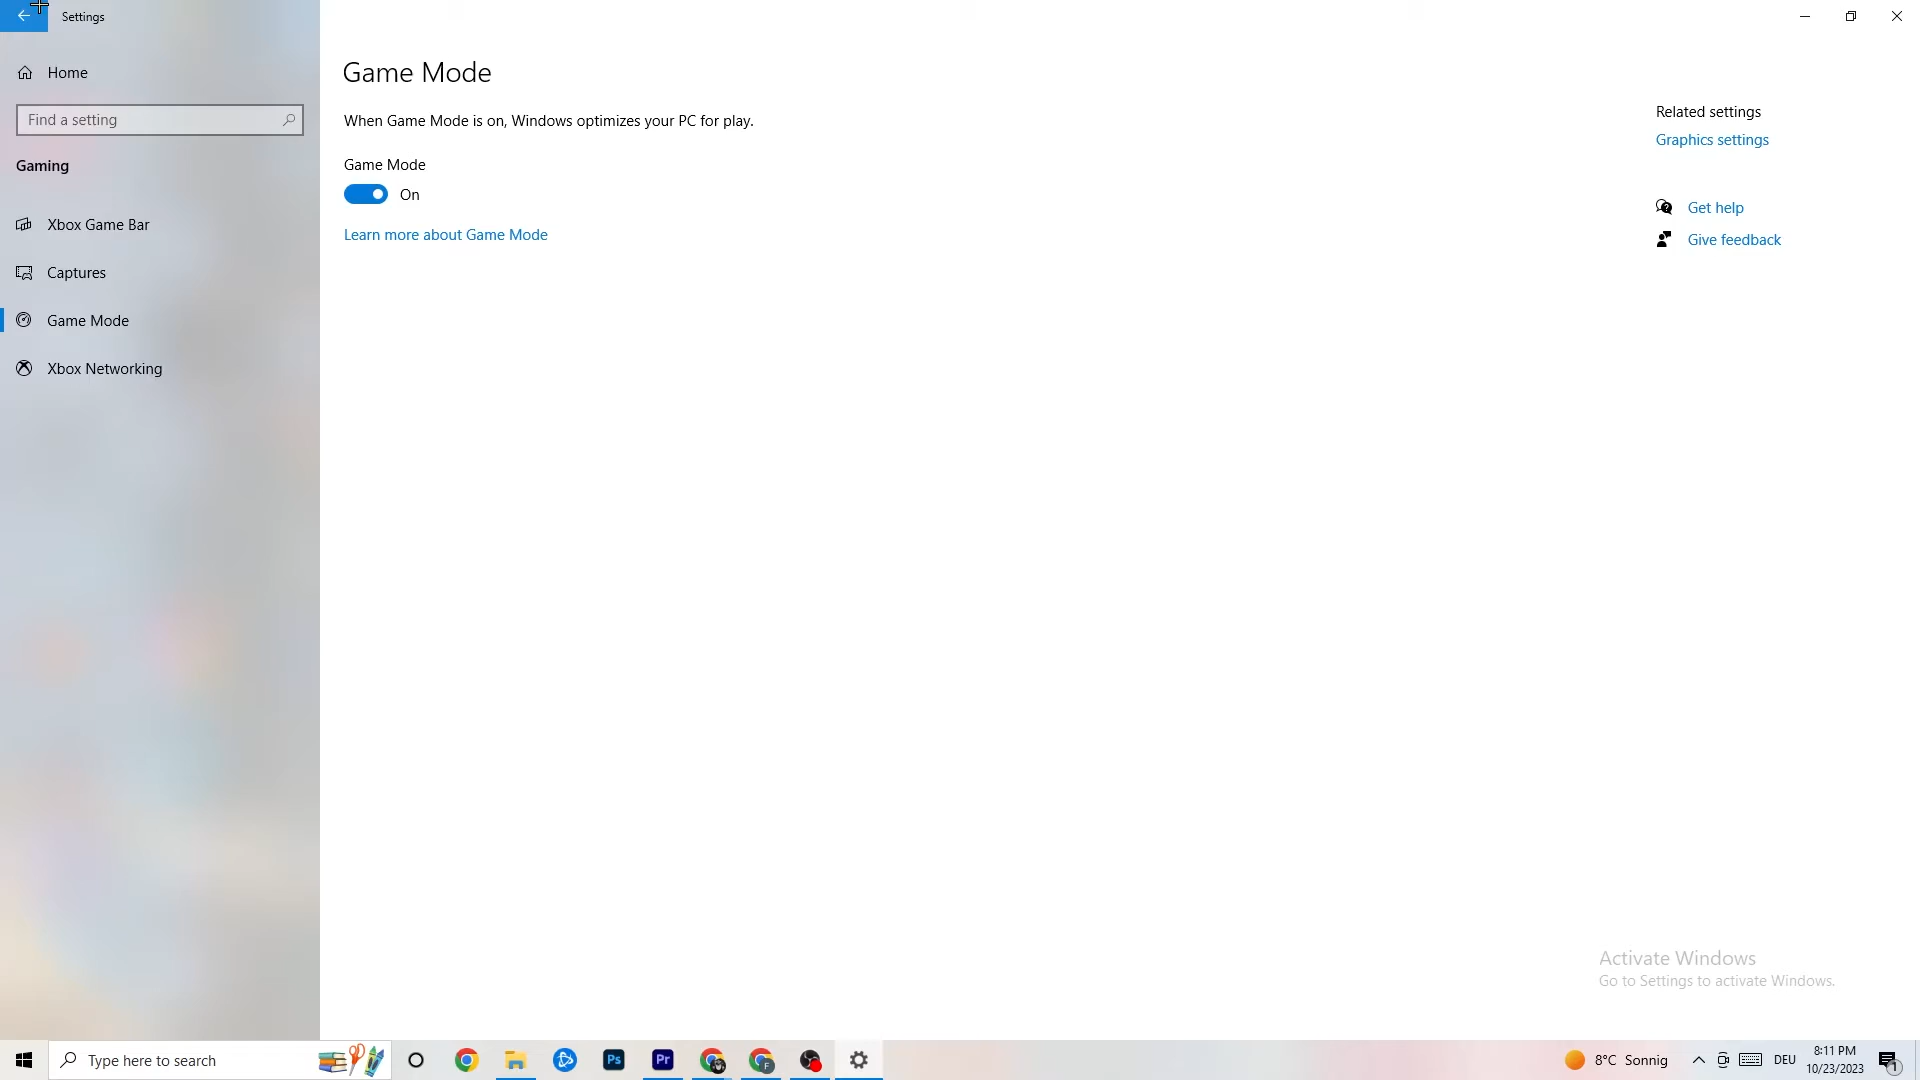 Settings
Home
Find a setting
Gaming
Xbox Game Bar
Captures
Game Mode
Xbox Networking
Game Mode
When Game Mode is on, Windows optimizes your PC for play.
Game Mode
On
Learn more about Game Mode
Related settings
Graphics settings
Get help
Give feedback
Activate Windows
Go to Settings to activate Windows.
Type here to search
Ps
Pr
F
8°C Sonnig
DEU
8:11 PM
10/23/2023
1